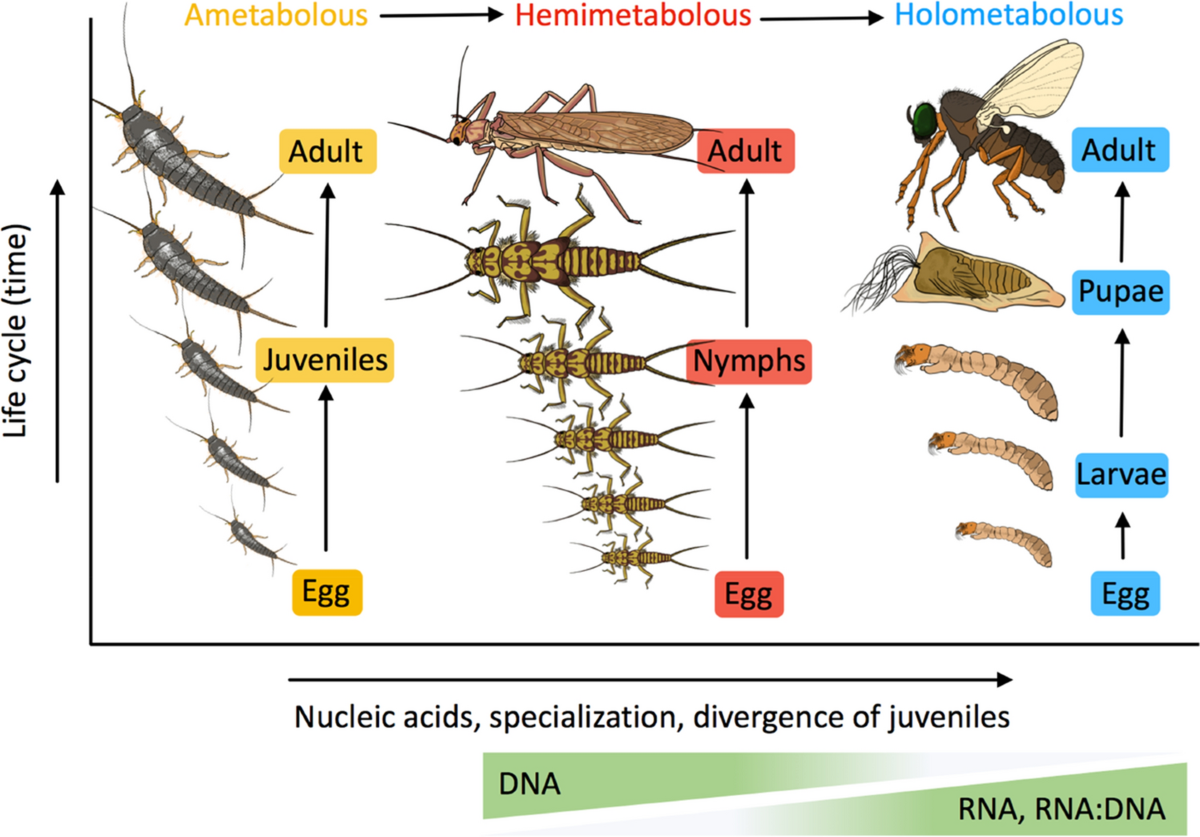 Ametabolous
Hemimetabolous
Holometabolous
Adult
Adult
Adult
Pupae
Juveniles
Nymphs
Larvae
Egg
Egg
Egg
Life cycle (time)
Nucleic acids, specialization, divergence of juveniles
DNA
RNA, RNA:DNA